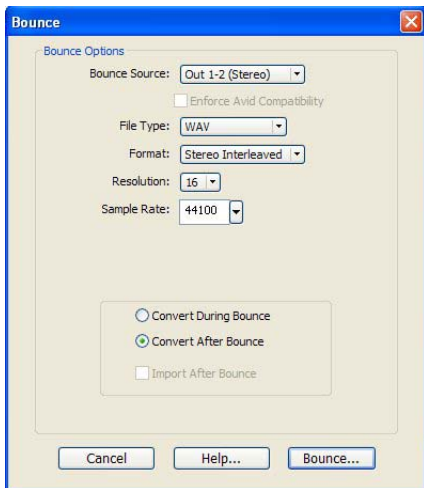 Bounce
Bounce Options
Bounce Source: Out 1-2 (Stereo)
Enforce Avid Compatibility
File Type: WAV
Format: Stereo Interleaved
Resolution: 16
Sample Rate: 44100
Convert During Bounce
Convert After Bounce
Import After Bounce
Cancel Help... Bounce...